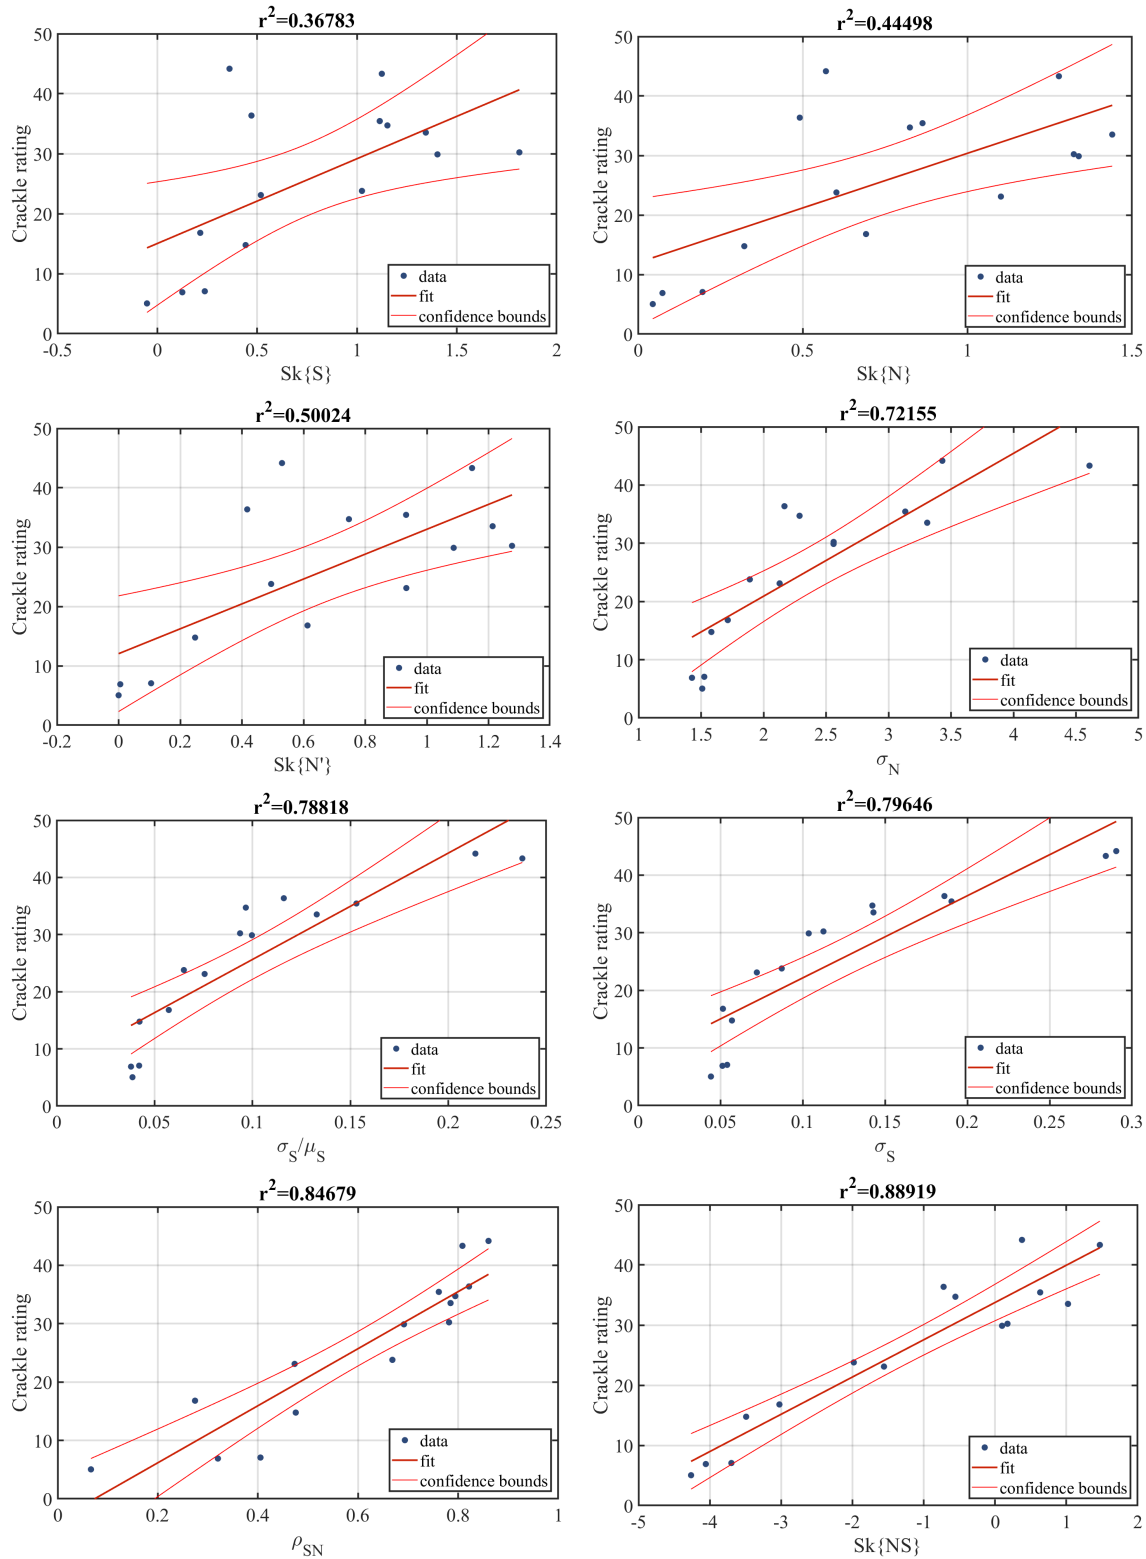 r²=0.36783
50
40
30
20
10
0
Crackle rating
data
fit
confidence bounds
-0.5 0 0.5 1 1.5 2
Sk{S}
r²=0.44498
50
40
30
20
10
0
Crackle rating
data
fit
confidence bounds
0 0.5 1 1.5
Sk{N}
r²=0.50024
50
40
30
20
10
0
Crackle rating
data
fit
confidence bounds
-0.2 0 0.2 0.4 0.6 0.8 1 1.2 1.4
Sk{N'}
r²=0.72155
50
40
30
20
10
0
Crackle rating
data
fit
confidence bounds
1 1.5 2 2.5 3 3.5 4 4.5 5
σN
r²=0.78818
50
40
30
20
10
0
Crackle rating
data
fit
confidence bounds
0 0.05 0.1 0.15 0.2 0.25
σS/μS
r²=0.79646
50
40
30
20
10
0
Crackle rating
data
fit
confidence bounds
0 0.05 0.1 0.15 0.2 0.25 0.3
σS
r²=0.84679
50
40
30
20
10
0
Crackle rating
data
fit
confidence bounds
0 0.2 0.4 0.6 0.8 1
ρSN
r²=0.88919
50
40
30
20
10
0
Crackle rating
data
fit
confidence bounds
-5 -4 -3 -2 -1 0 1 2
Sk{NS}